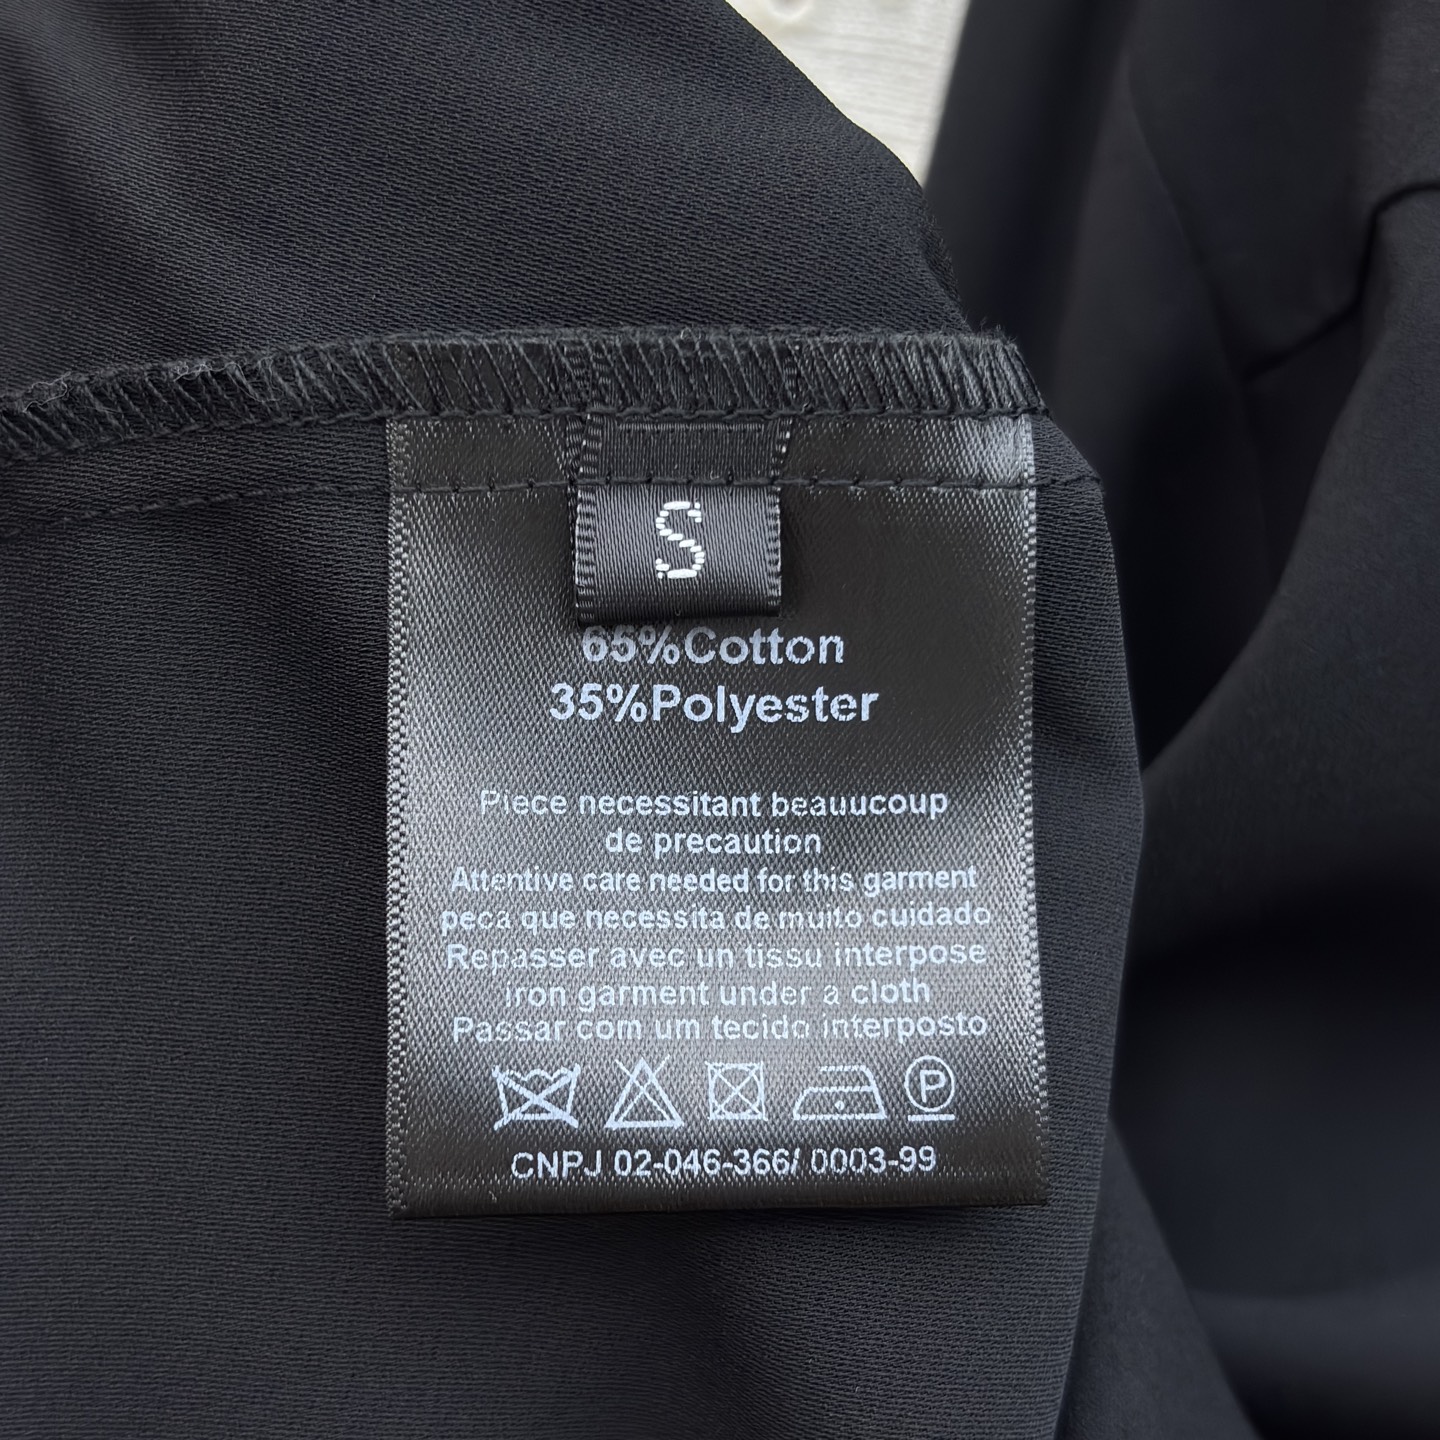 S
65%Cotton
35%Polyester
Piece necessitant beauucoup
de precaution
Attentive care needed for this garment
peca que necessita de muito cuidado
Repasser avec un tissu interpose
Iron garment under a cloth
Passar com um tecido interposto
P
CNPJ 02-046-366/ 0003-99